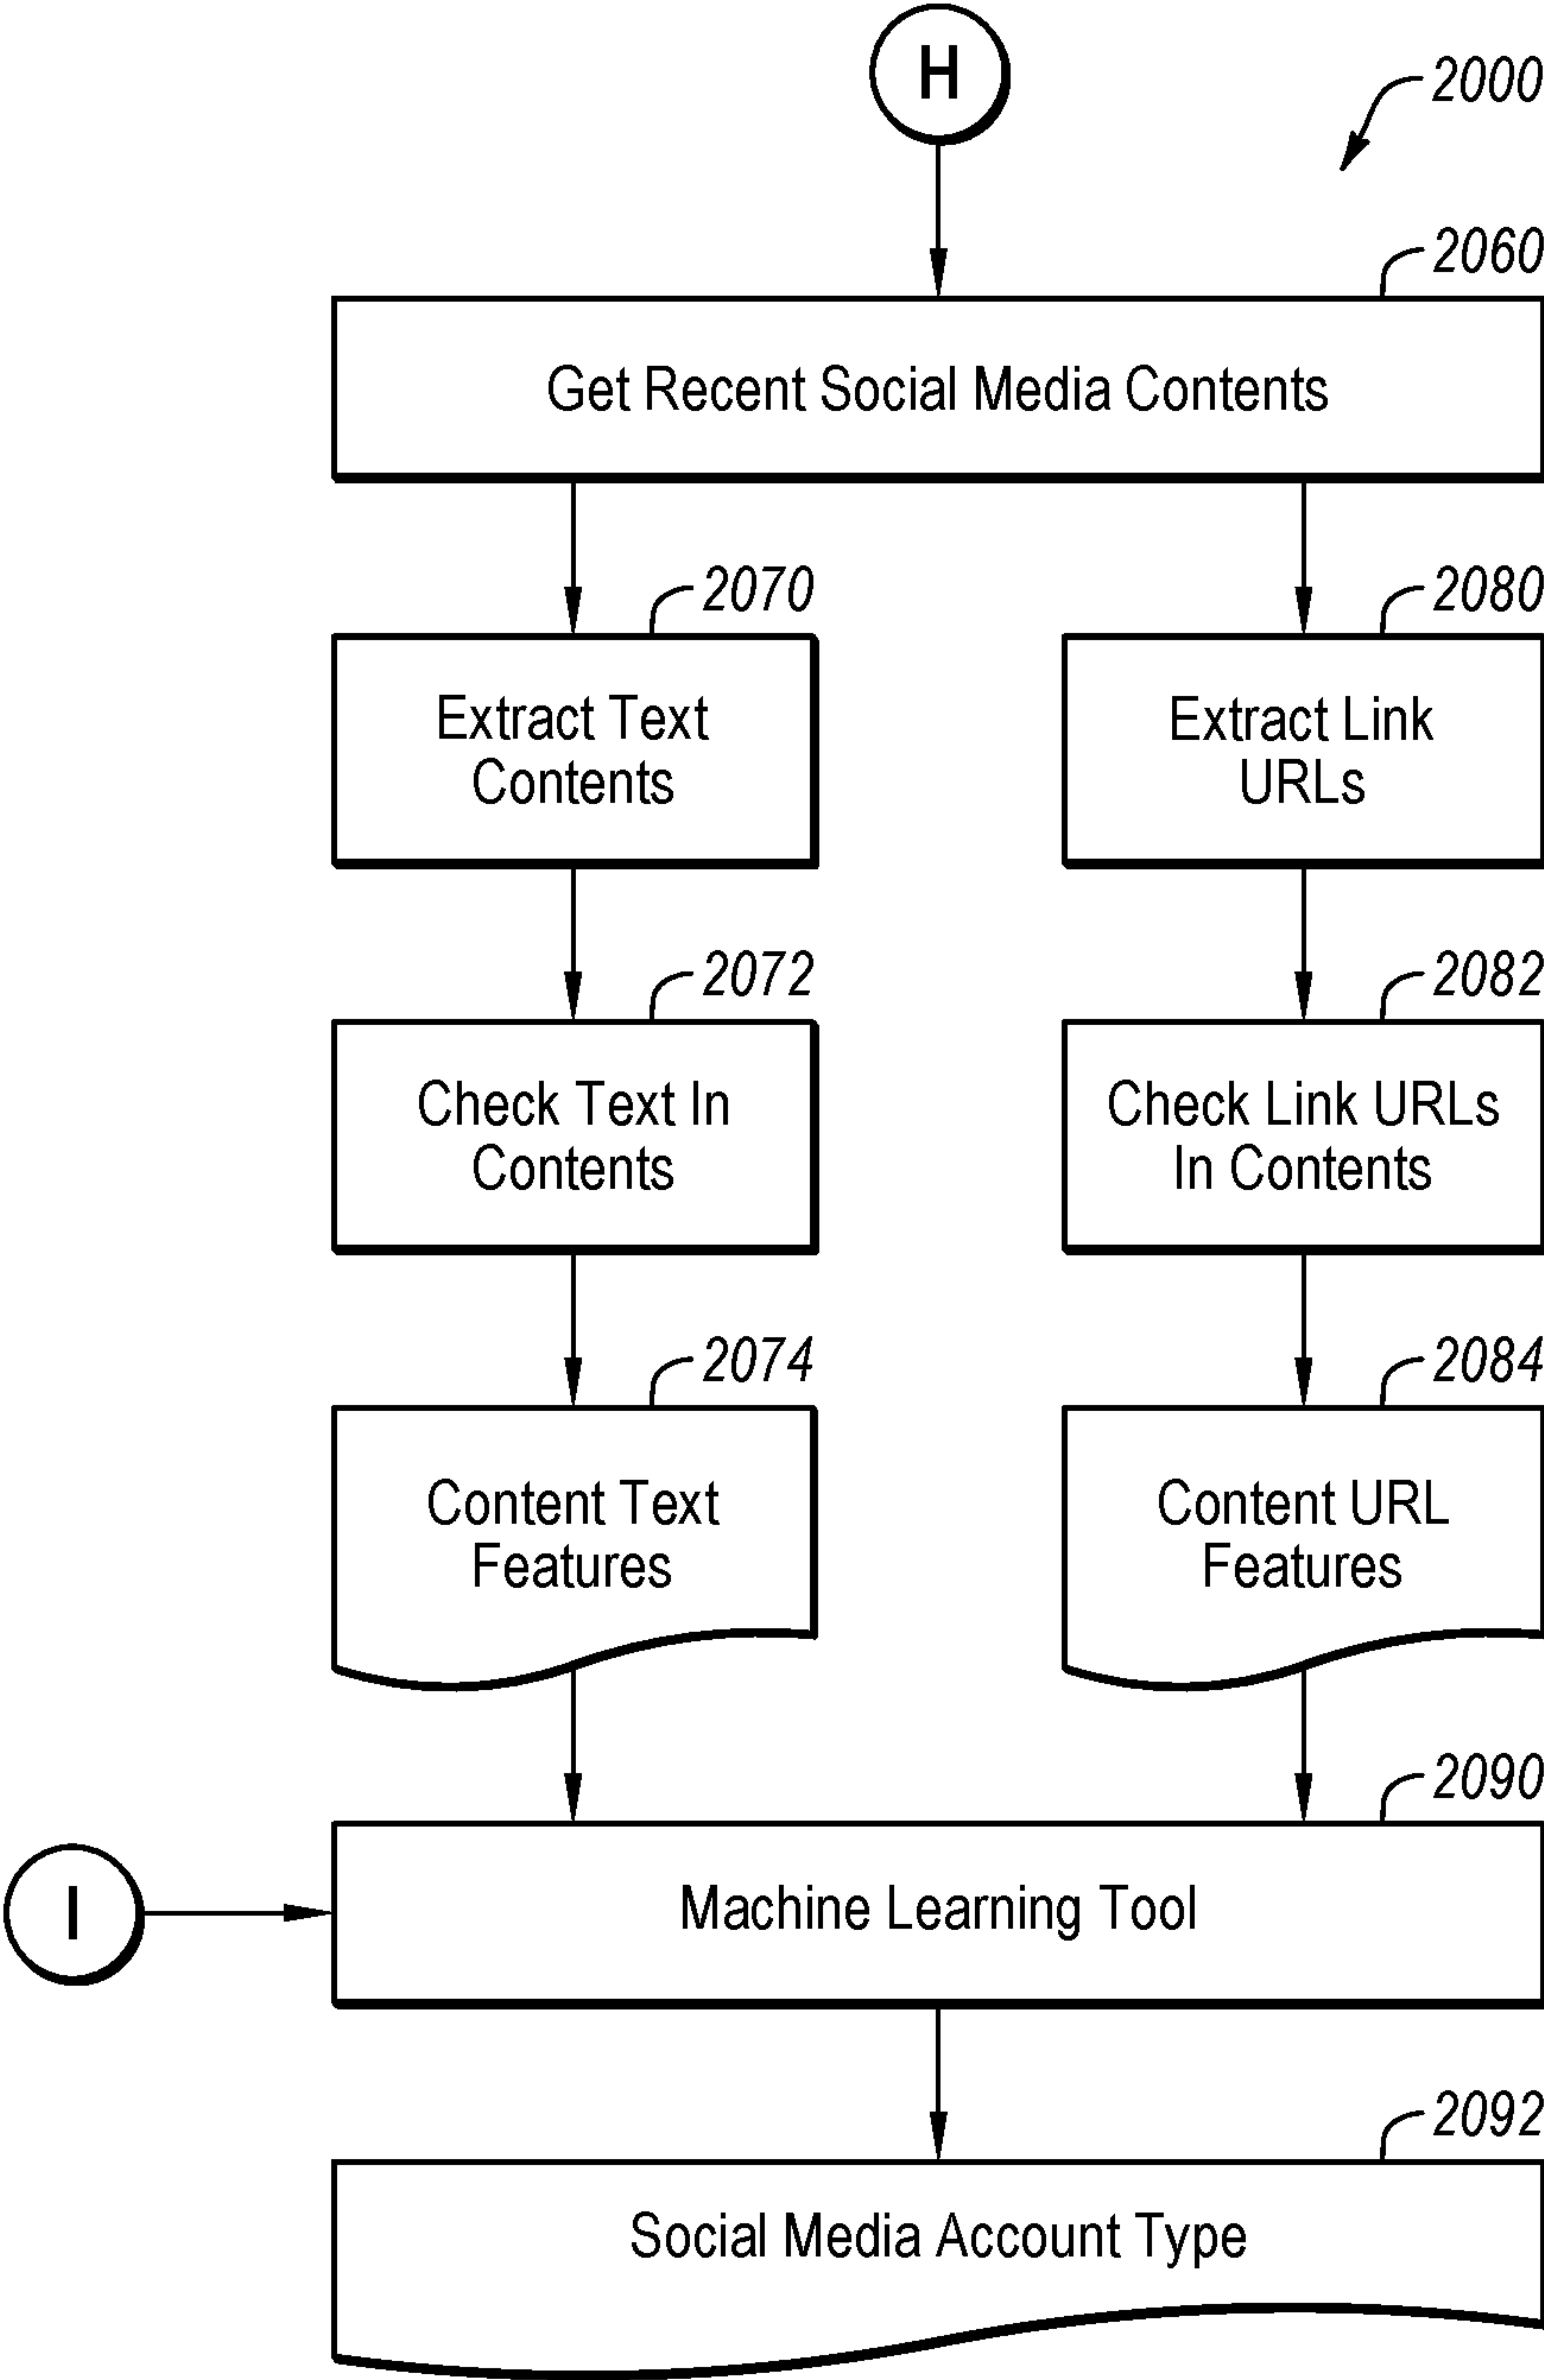 H
2000
2060
Get Recent Social Media Contents
2070
2080
Extract Text
Contents
Extract Link
URLs
2072
2082
Check Text In
Contents
Check Link URLs
In Contents
2074
2084
Content Text
Features
Content URL
Features
2090
I
Machine Learning Tool
2092
Social Media Account Type